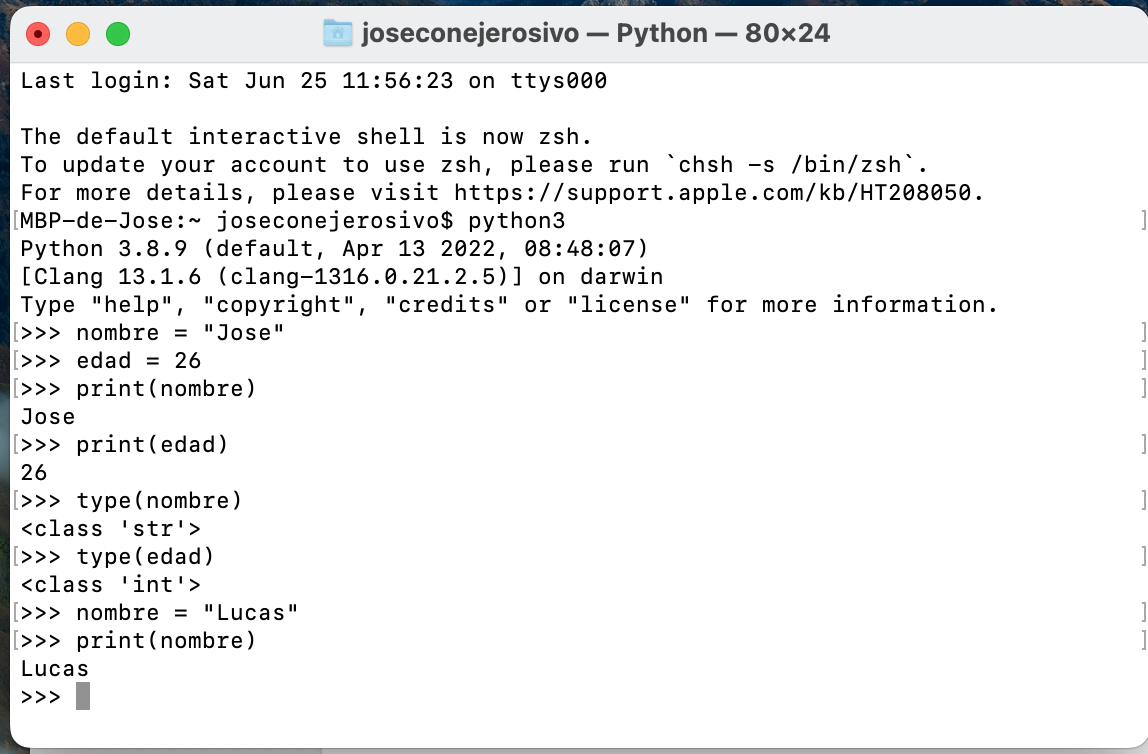 joseconejerosivo — Python — 80×24
Last login: Sat Jun 25 11:56:23 on ttys000
The default interactive shell is now zsh.
To update your account to use zsh, please run `chsh -s /bin/zsh`.
For more details, please visit https://support.apple.com/kb/HT208050.
[MBP-de-Jose:~ joseconejerosivo$ python3 ]
Python 3.8.9 (default, Apr 13 2022, 08:48:07)
[Clang 13.1.6 (clang-1316.0.21.2.5)] on darwin
Type "help", "copyright", "credits" or "license" for more information.
[>>> nombre = "Jose" ]
[>>> edad = 26 ]
[>>> print(nombre) ]
Jose
[>>> print(edad) ]
26
[>>> type(nombre) ]
<class 'str'>
[>>> type(edad) ]
<class 'int'>
[>>> nombre = "Lucas" ]
[>>> print(nombre) ]
Lucas
>>>